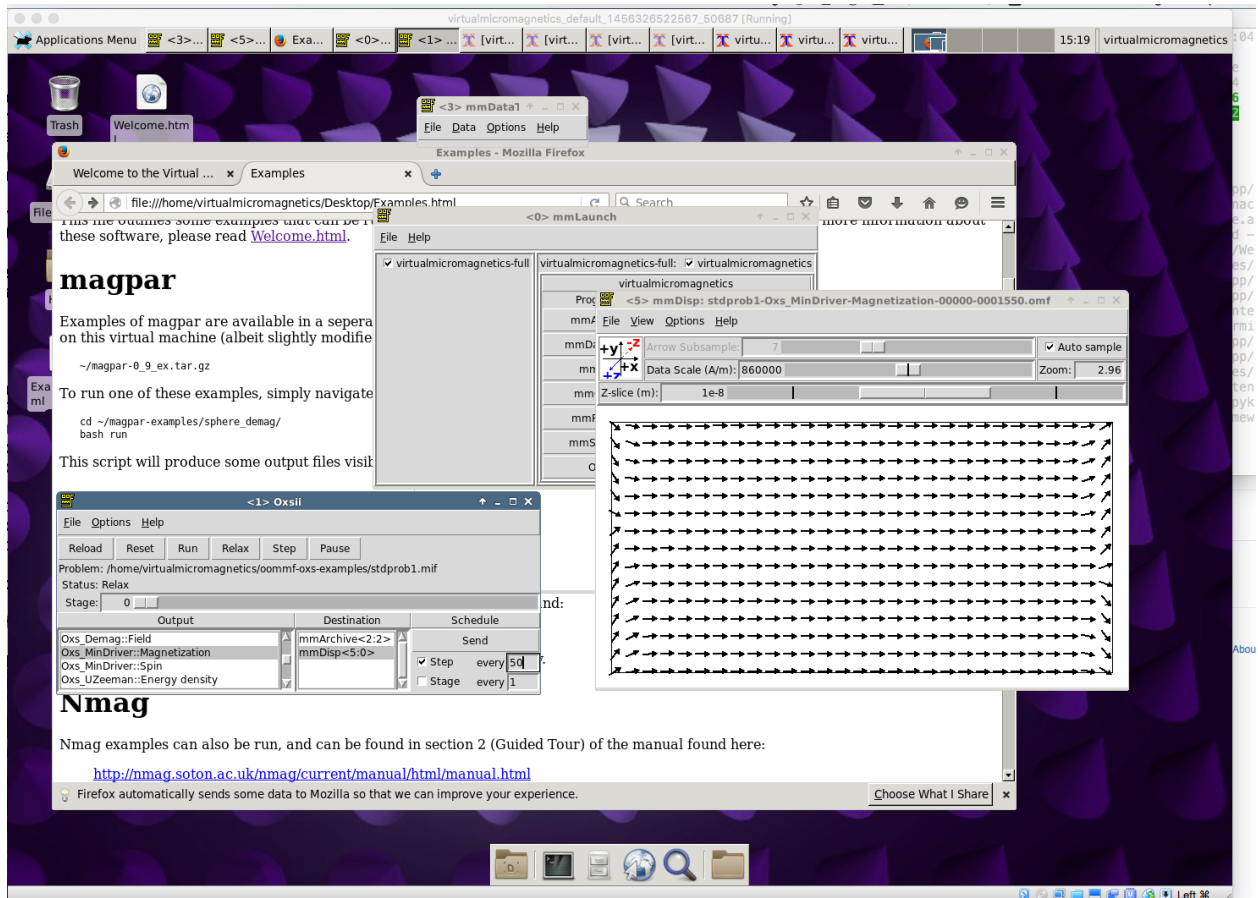 virtualmicromagnetics_default_1456326522567_50687 [Running]
Applications Menu <3>... <5>... Exa... <0>... <1> ... [virt... [virt... [virt... [virt... virtu... virtu... virtu... 15:19 virtualmicromagnetics
Trash
Welcome.htm
<3> mmDataT
File Data Options Help
Examples - Mozilla Firefox
Welcome to the Virtual ... x Examples x
file:///home/virtualmicromagnetics/Desktop/Examples.html Search
these software, please read Welcome.html.
more information about
magpar
Examples of magpar are available in a sepera
on this virtual machine (albeit slightly modifie
~/magpar-0_9_ex.tar.gz
To run one of these examples, simply navigate
cd ~/magpar-examples/sphere_demag/
bash run
This script will produce some output files visib
<0> mmLaunch
File Help
virtualmicromagnetics-full
virtualmicromagnetics-full: virtualmicromagnetics
virtualmicromagnetics
<5> mmDisp: stdprob1-Oxs_MinDriver-Magnetization-00000-0001550.omf
File View Options Help
+y -z +x +z
Arrow Subsample: 7 Auto sample
Data Scale (A/m): 860000 Zoom: 2.96
Z-slice (m): 1e-8
<1> Oxsii
File Options Help
Reload Reset Run Relax Step Pause
Problem: /home/virtualmicromagnetics/oommf-oxs-examples/stdprob1.mif
Status: Relax
Stage: 0
Output Destination Schedule
Oxs_Demag::Field mmArchive<2:2> Send
Oxs_MinDriver::Magnetization mmDisp<5:0>
Oxs_MinDriver::Spin Step every 50
Oxs_UZeeman::Energy density Stage every 1
nd:
Nmag
Nmag examples can also be run, and can be found in section 2 (Guided Tour) of the manual found here:
http://nmag.soton.ac.uk/nmag/current/manual/html/manual.html
Firefox automatically sends some data to Mozilla so that we can improve your experience. Choose What I Share x
Left ⌘